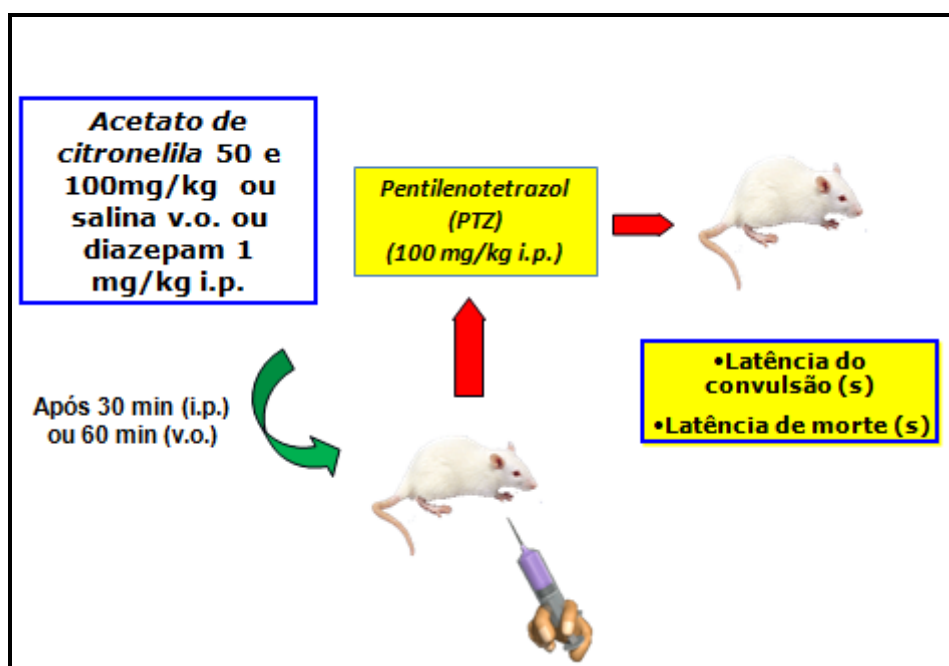 Acetato de
citronelila 50 e
100mg/kg ou
salina v.o. ou
diazepam 1
mg/kg i.p.
Pentilenotetrazol
(PTZ)
(100 mg/kg i.p.)
Após 30 min (i.p.)
ou 60 min (v.o.)
•Latência do
convulsão (s)
•Latência de morte (s)